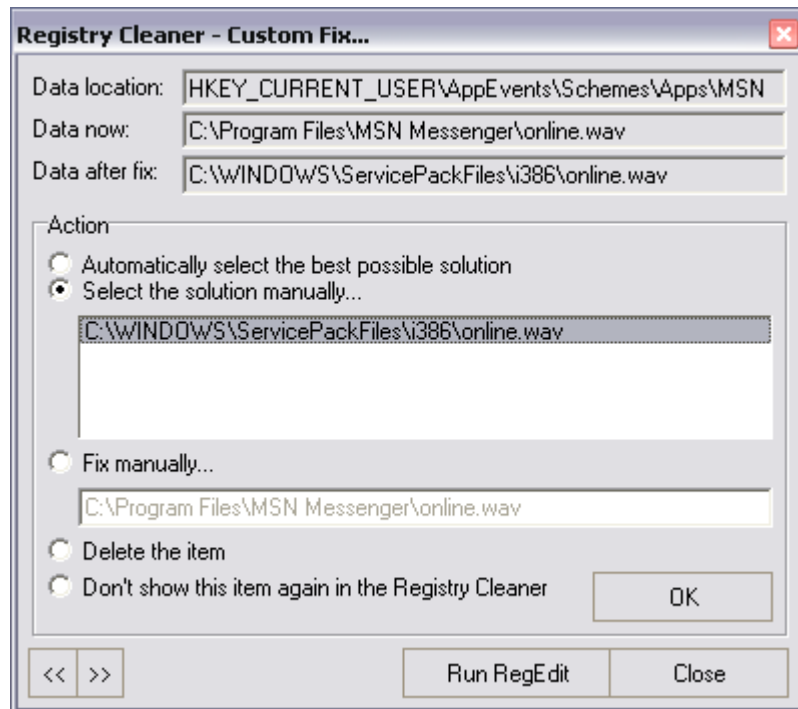 Registry Cleaner - Custom Fix...
Data location: HKEY_CURRENT_USER\AppEvents\Schemes\Apps\MSN
Data now: C:\Program Files\MSN Messenger\online.wav
Data after fix: C:\WINDOWS\ServicePackFiles\i386\online.wav
Action
Automatically select the best possible solution
Select the solution manually...
C:\WINDOWS\ServicePackFiles\i386\online.wav
Fix manually...
C:\Program Files\MSN Messenger\online.wav
Delete the item
Don't show this item again in the Registry Cleaner
OK
<< >> Run RegEdit Close